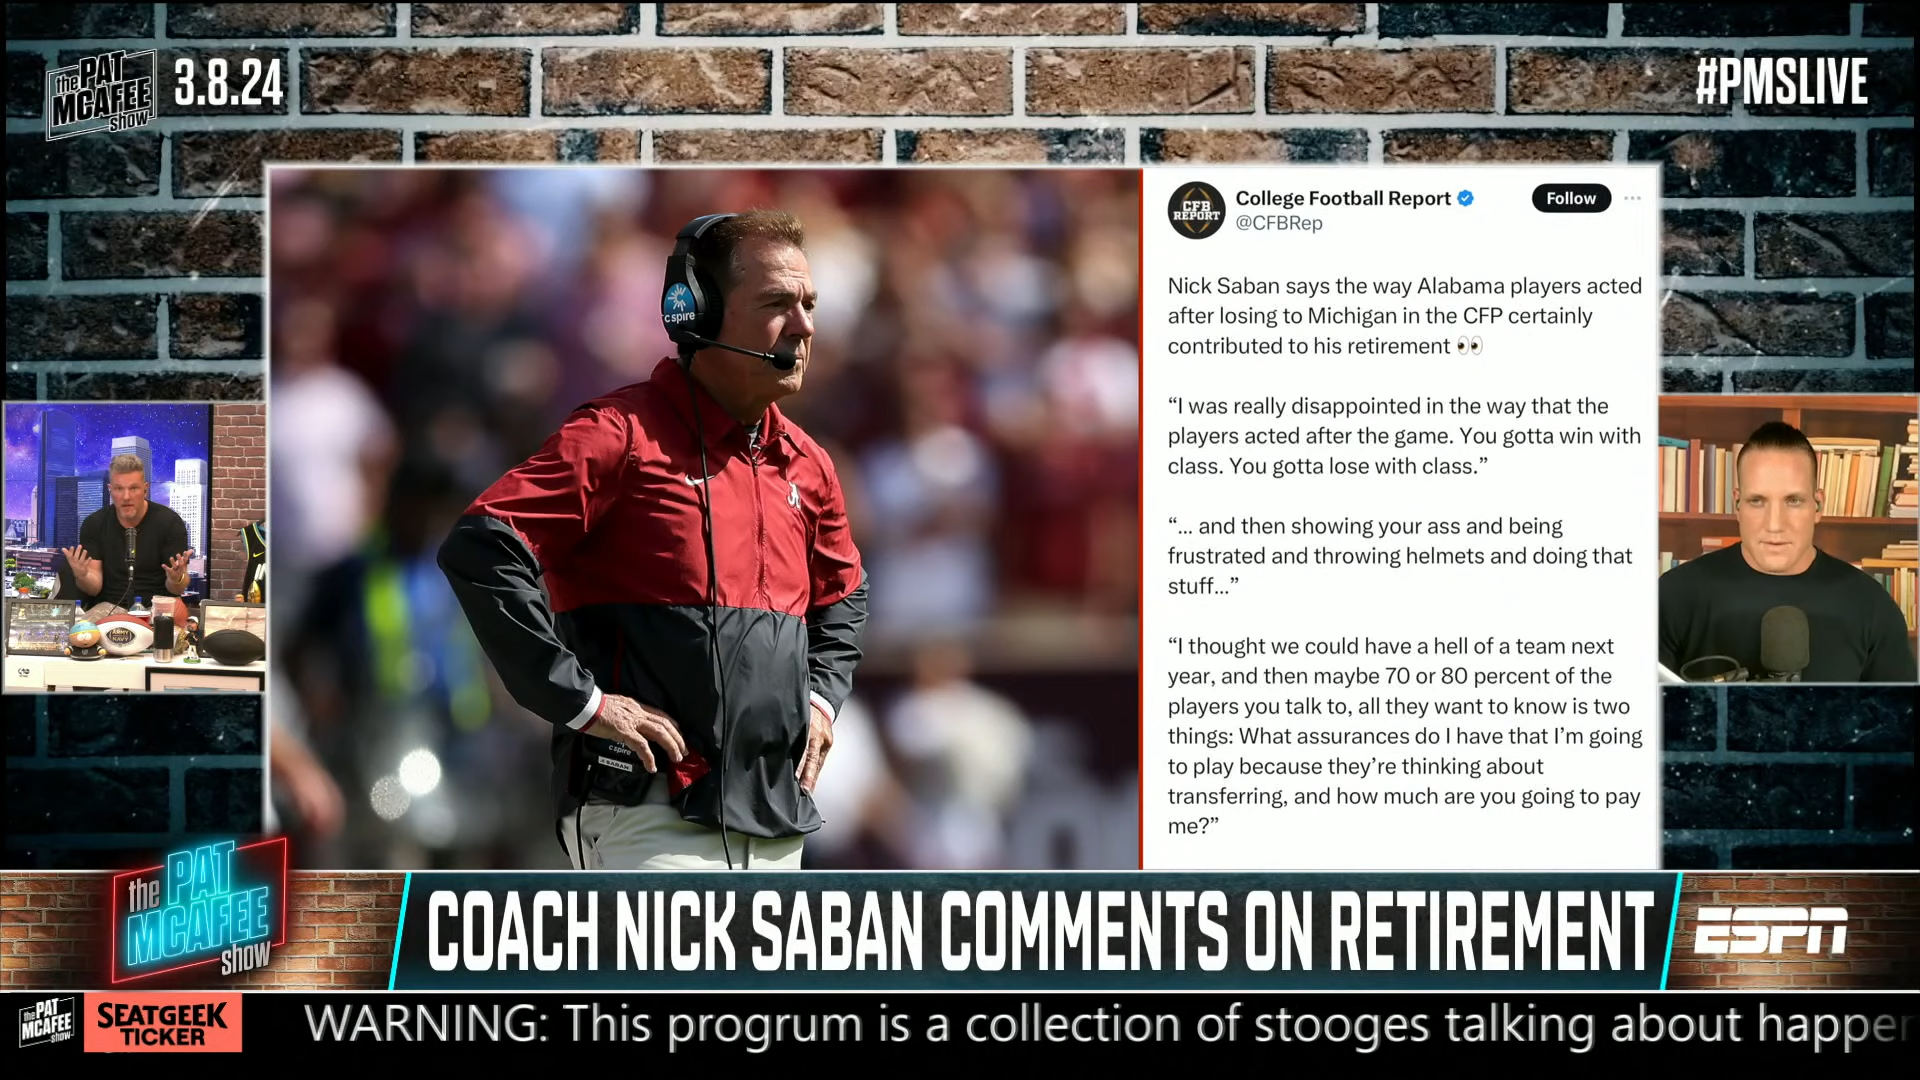 the PAT MCAFEE show
3.8.24
#PMSLIVE
CFB REPORT
College Football Report
Follow
@CFBRep
Nick Saban says the way Alabama players acted
after losing to Michigan in the CFP certainly
contributed to his retirement 👀
“I was really disappointed in the way that the
players acted after the game. You gotta win with
class. You gotta lose with class.”
“... and then showing your ass and being
frustrated and throwing helmets and doing that
stuff...”
“I thought we could have a hell of a team next
year, and then maybe 70 or 80 percent of the
players you talk to, all they want to know is two
things: What assurances do I have that I’m going
to play because they’re thinking about
transferring, and how much are you going to pay
me?”
c spire
c spire
SABAN
ARMY NAVY
the PAT MCAFEE show
COACH NICK SABAN COMMENTS ON RETIREMENT
ESPN
the PAT MCAFEE show
SEATGEEK
TICKER
WARNING: This progrum is a collection of stooges talking about happer